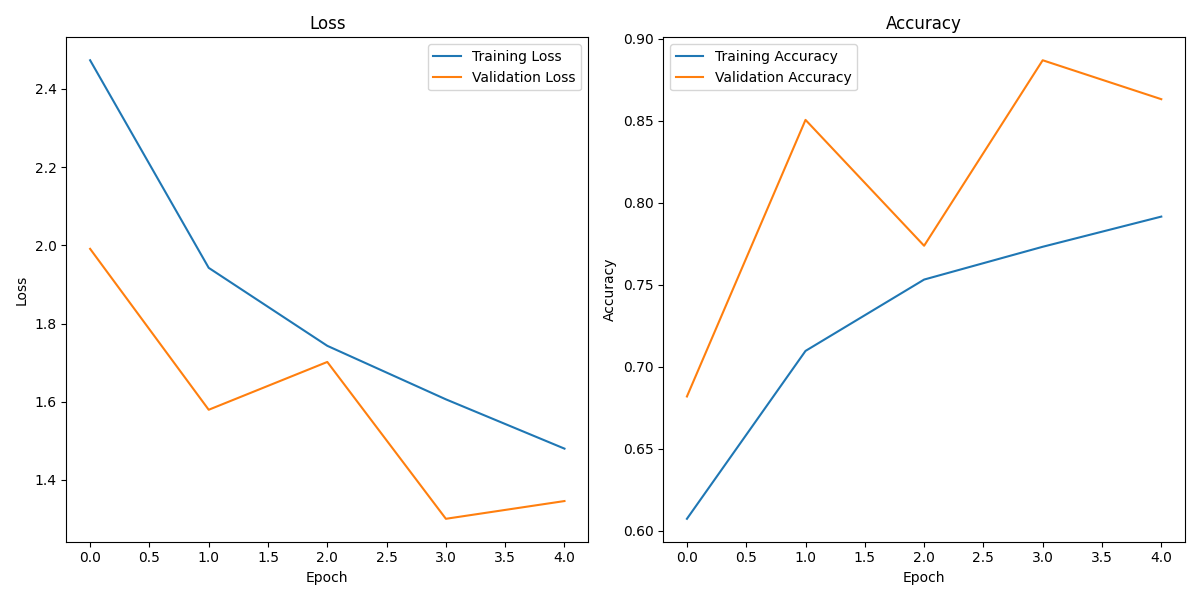 Loss
Training Loss
Validation Loss
2.4
2.2
2.0
1.8
1.6
1.4
Loss
0.0 0.5 1.0 1.5 2.0 2.5 3.0 3.5 4.0
Epoch
Accuracy
Training Accuracy
Validation Accuracy
0.90
0.85
0.80
0.75
0.70
0.65
0.60
Accuracy
0.0 0.5 1.0 1.5 2.0 2.5 3.0 3.5 4.0
Epoch